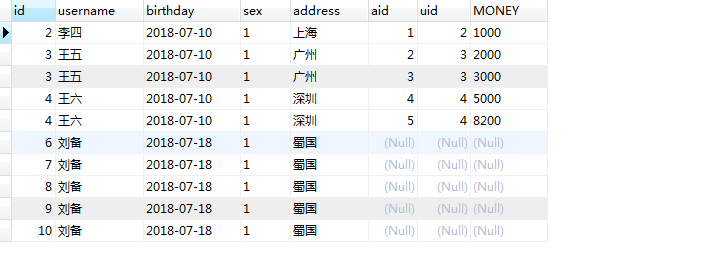 id username birthday sex address aid uid MONEY
2 李四 2018-07-10 1 上海 1 2 1000
3 王五 2018-07-10 1 广州 2 3 2000
3 王五 2018-07-10 1 广州 3 3 3000
4 王六 2018-07-10 1 深圳 4 4 5000
4 王六 2018-07-10 1 深圳 5 4 8200
6 刘备 2018-07-18 1 蜀国 (Null) (Null) (Null)
7 刘备 2018-07-18 1 蜀国 (Null) (Null) (Null)
8 刘备 2018-07-18 1 蜀国 (Null) (Null) (Null)
9 刘备 2018-07-18 1 蜀国 (Null) (Null) (Null)
10 刘备 2018-07-18 1 蜀国 (Null) (Null) (Null)